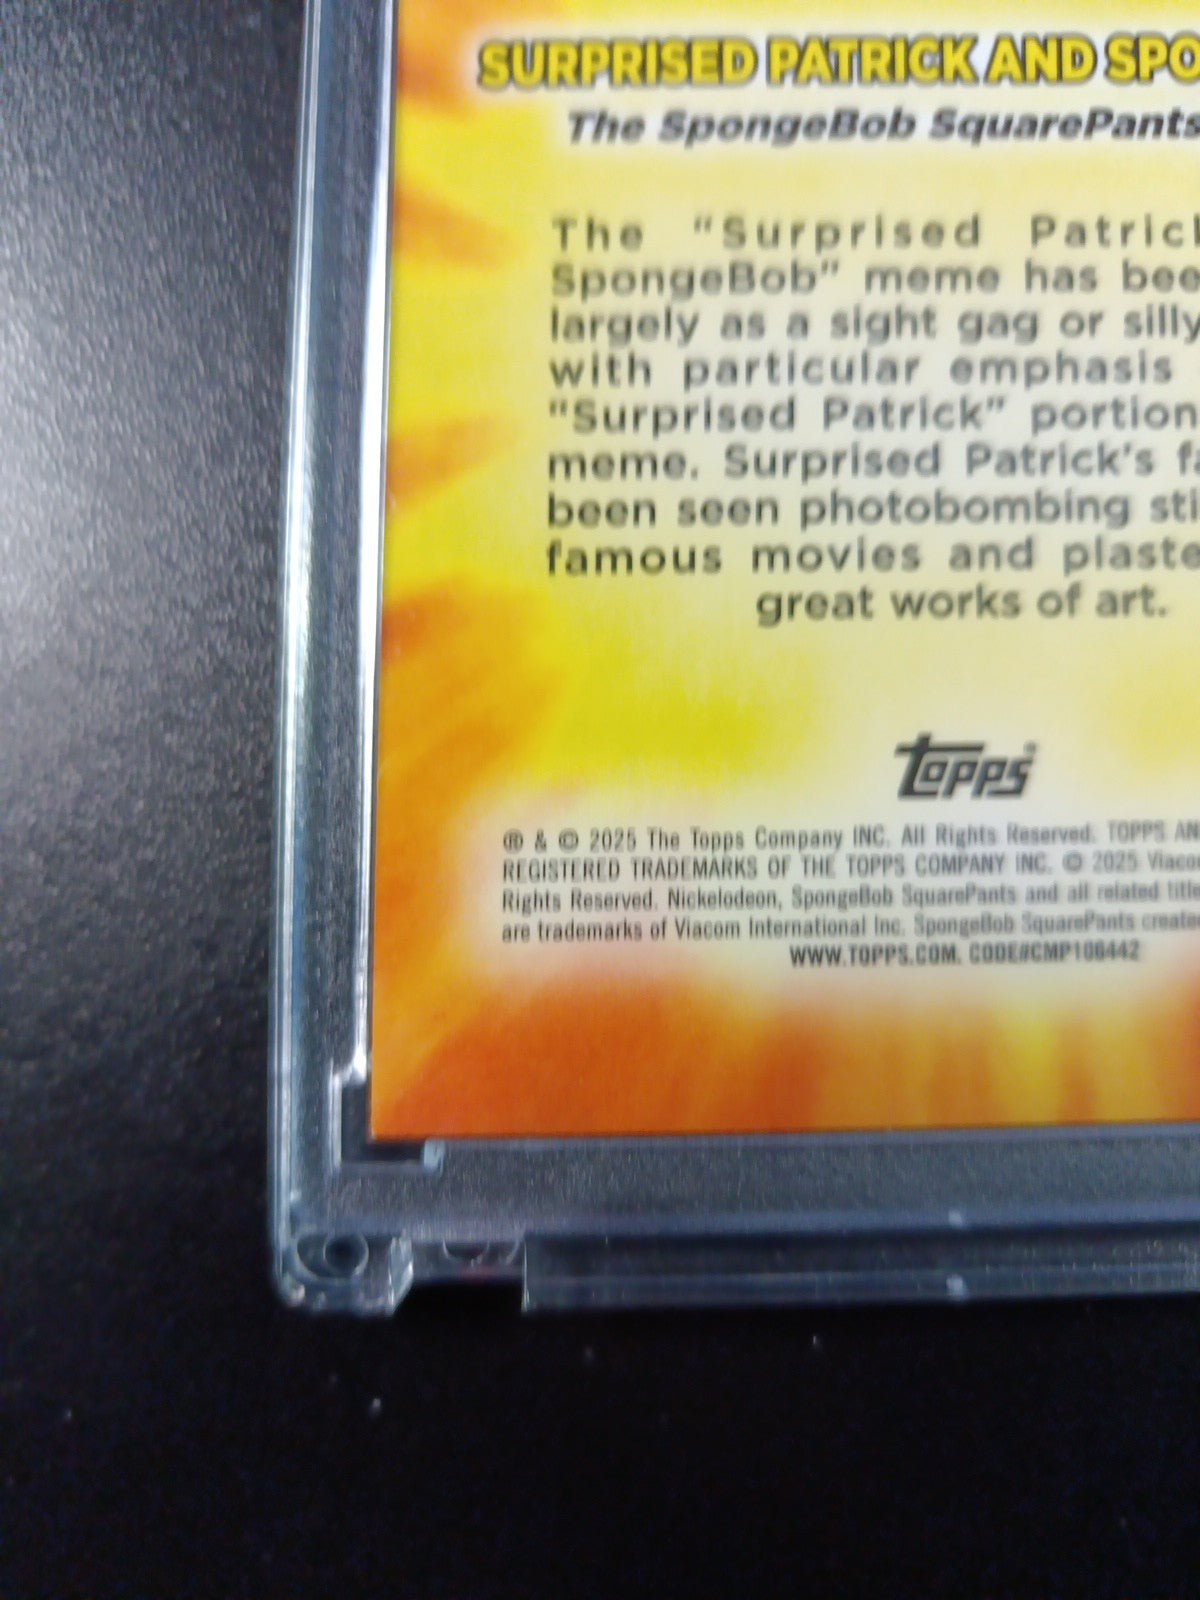 SURPRISED PATRICK AND SPO
The SpongeBob SquarePants
The "Surprised Patrick
SpongeBob" meme has bee
largely as a sight gag or silly
with particular emphasis
"Surprised Patrick" portion
meme. Surprised Patrick's fa
been seen photobombing sti
famous movies and plaste
great works of art.
Topps®
® & © 2025 The Topps Company INC. All Rights Reserved. TOPPS AN
REGISTERED TRADEMARKS OF THE TOPPS COMPANY INC. © 2025 Viaco
Rights Reserved. Nickelodeon, SpongeBob SquarePants and all related title
are trademarks of Viacom International Inc. SpongeBob SquarePants create
WWW.TOPPS.COM. CODE#CMP106442